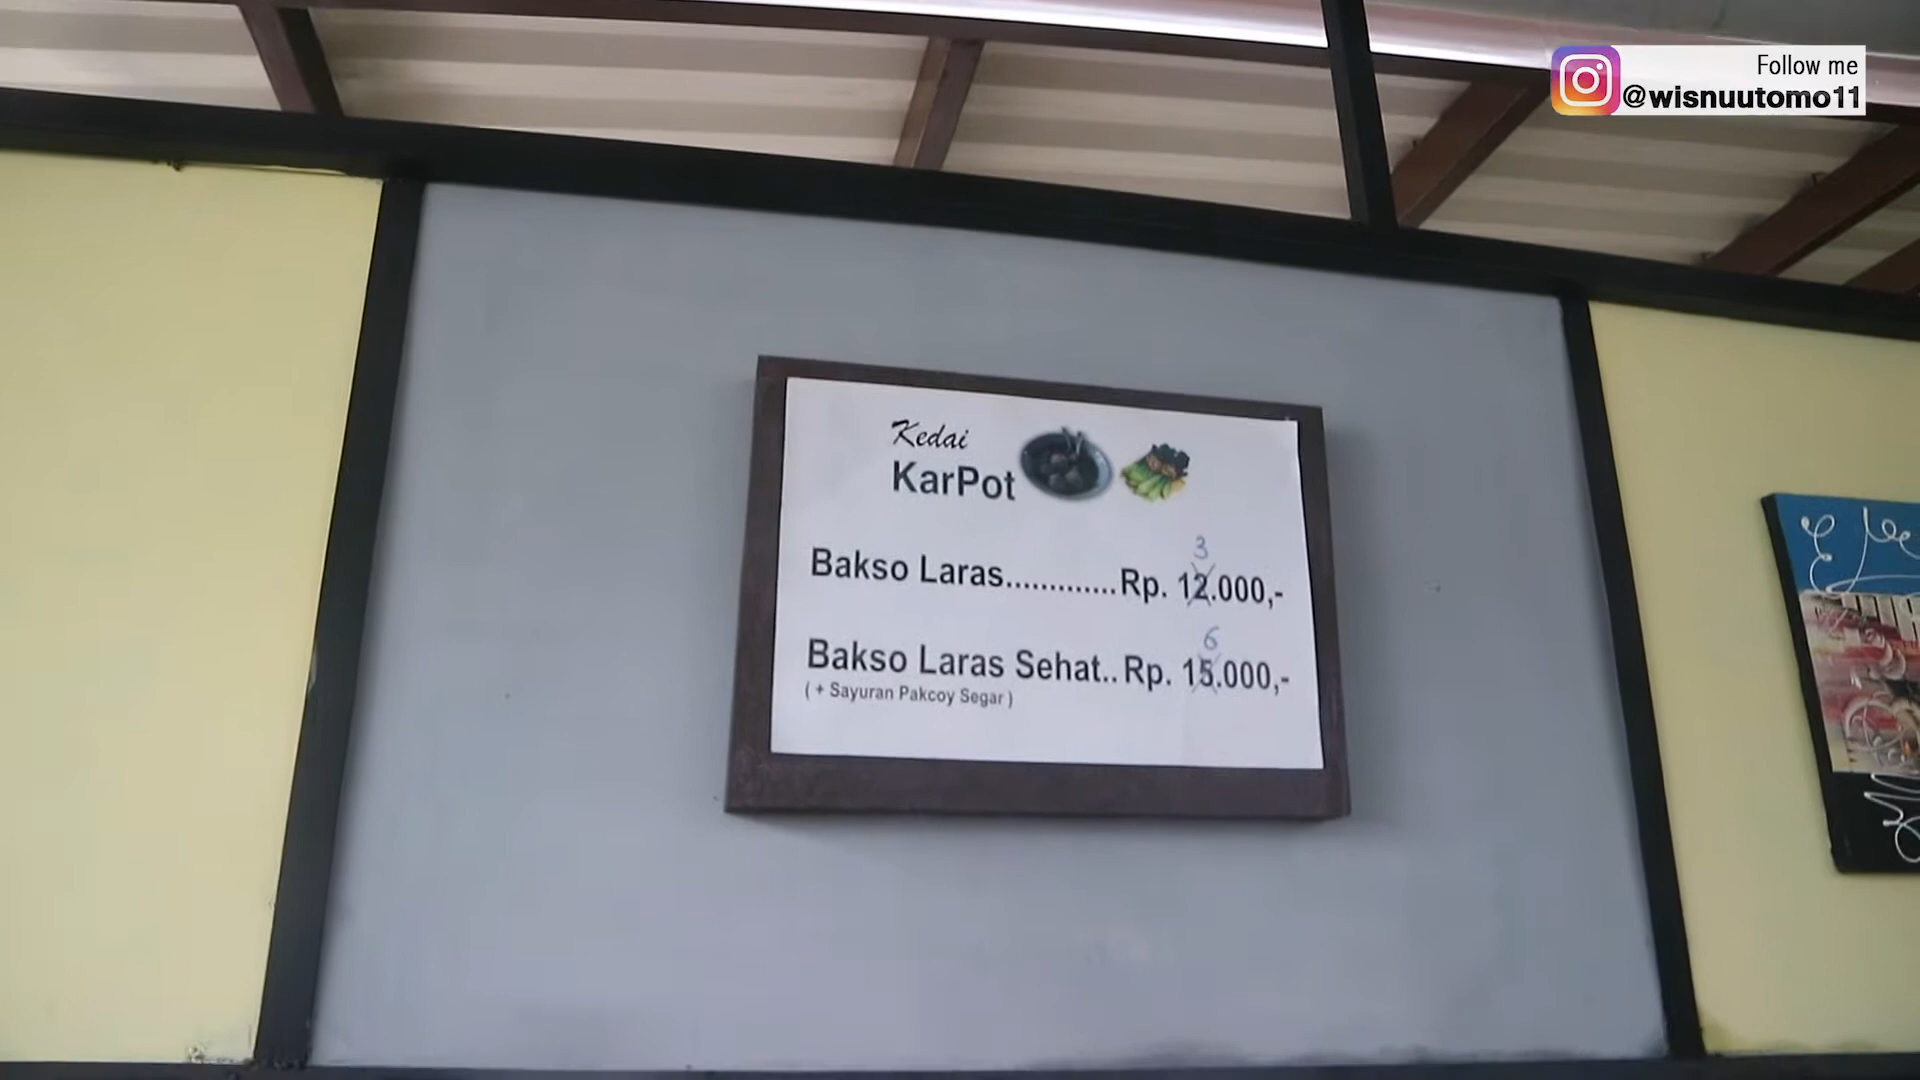 Follow me
@wisnuutomo11
Kedai
KarPot
3
Bakso Laras.............Rp. 12.000,-
6
Bakso Laras Sehat..Rp. 15.000,-
( + Sayuran Pakcoy Segar )